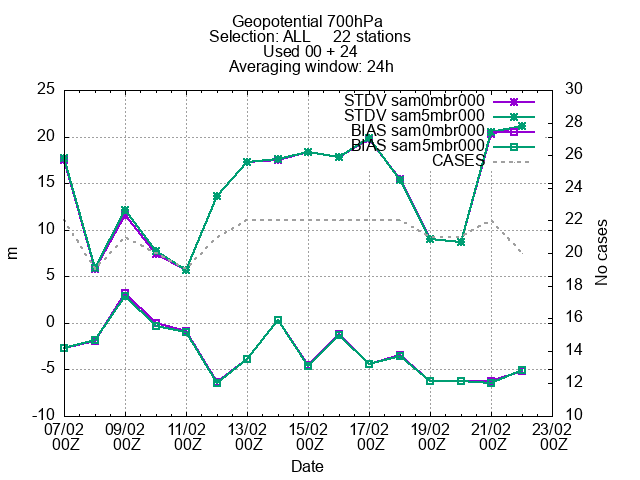 Geopotential 700hPa
Selection: ALL 22 stations
Used 00 + 24
Averaging window: 24h
STDV sam0mbr000
STDV sam5mbr000
BIAS sam0mbr000
BIAS sam5mbr000
CASES
25
20
15
10
5
0
-5
-10
m
30
28
26
24
22
20
18
16
14
12
10
No cases
07/02 09/02 11/02 13/02 15/02 17/02 19/02 21/02 23/02
00Z 00Z 00Z 00Z 00Z 00Z 00Z 00Z 00Z
Date